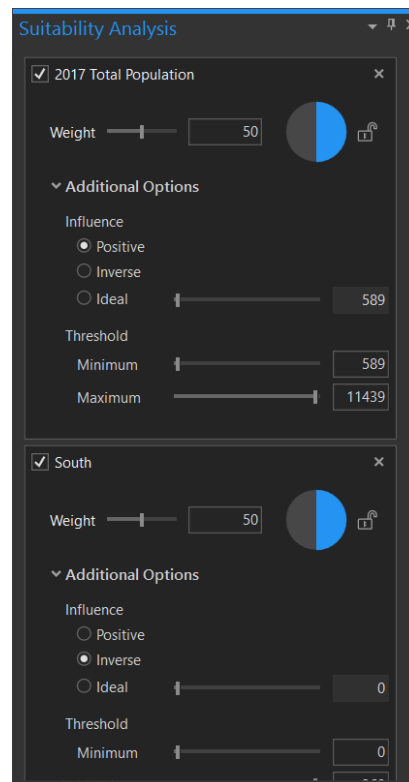 Suitability Analysis
2017 Total Population
Weight 50
Additional Options
Influence
Positive
Inverse
Ideal 589
Threshold
Minimum 589
Maximum 11439
South
Weight 50
Additional Options
Influence
Positive
Inverse
Ideal 0
Threshold
Minimum 0